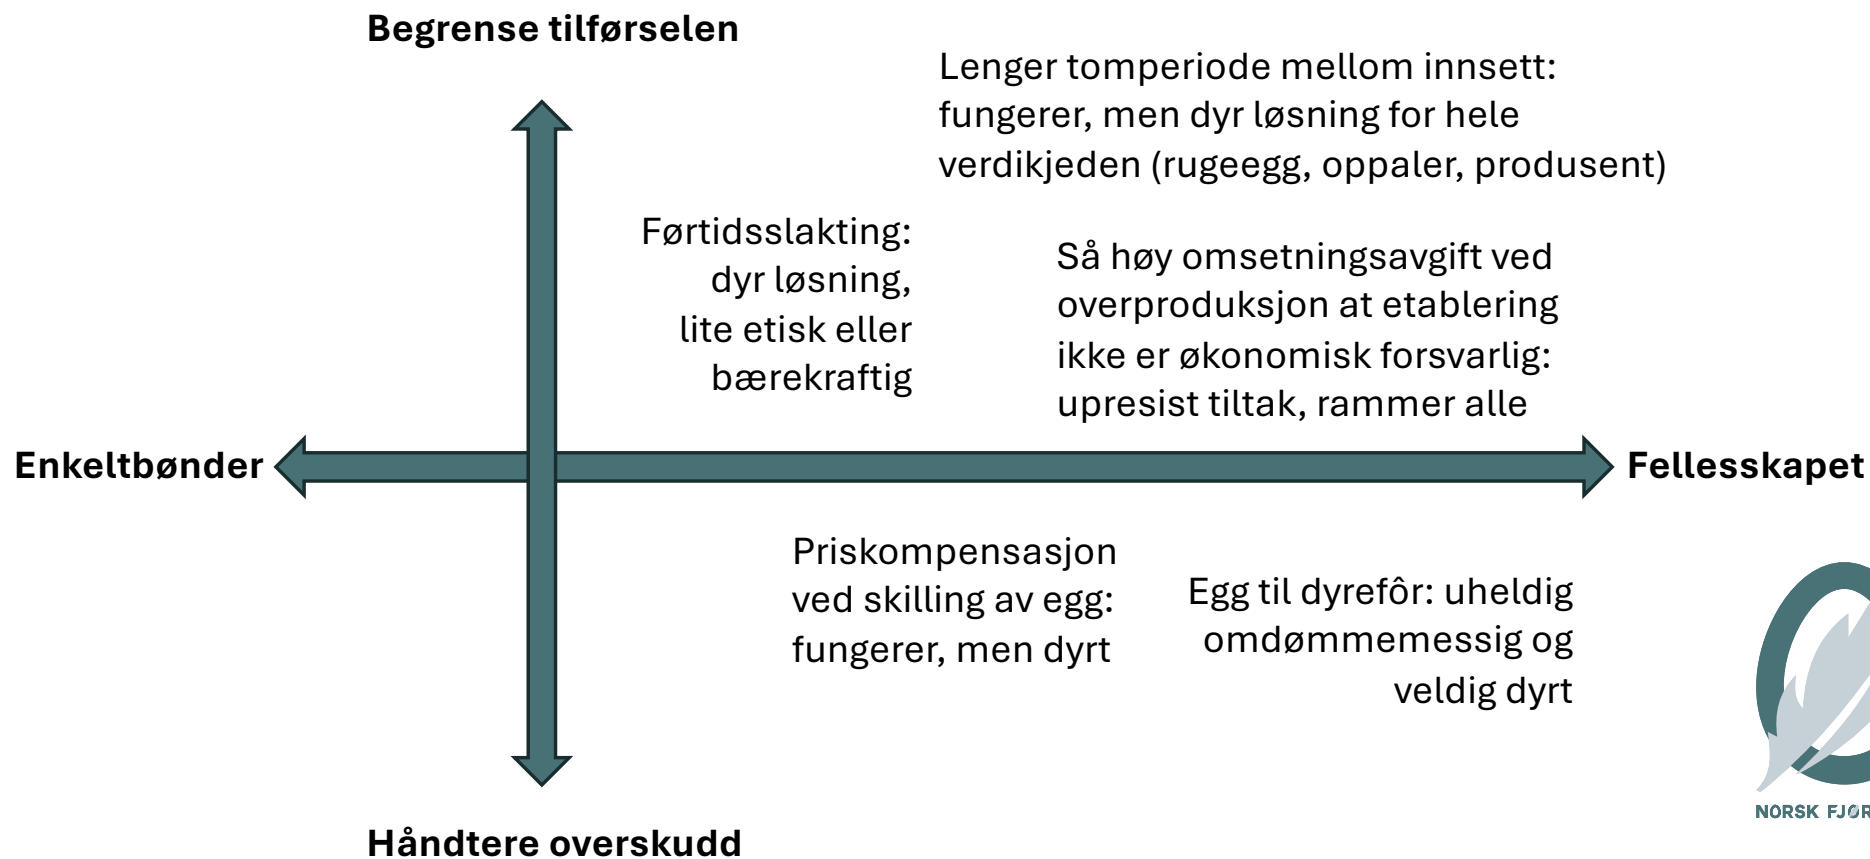 Begrense tilførselen
Lenger tomperiode mellom innsett:
fungerer, men dyr løsning for hele
verdikjeden (rugeegg, oppaler, produsent)
Førtidsslakting:
dyr løsning,
lite etisk eller
bærekraftig
Så høy omsetningsavgift ved
overproduksjon at etablering
ikke er økonomisk forsvarlig:
upresist tiltak, rammer alle
Enkeltbønder
Fellesskapet
Priskompensasjon
ved skilling av egg:
fungerer, men dyrt
Egg til dyrefôr: uheldig
omdømmemessig og
veldig dyrt
NORSK
Håndtere overskudd